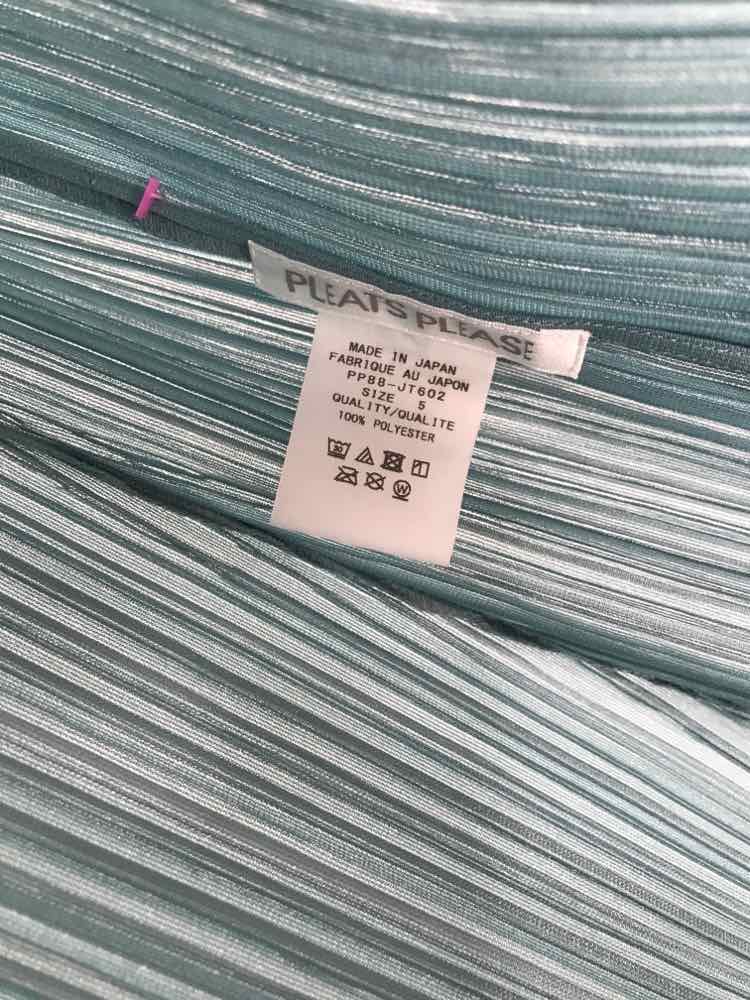 PLEATS PLEASE
MADE IN JAPAN
FABRIQUE AU JAPON
PP88-JT602
SIZE 5
QUALITY/QUALITE
100% POLYESTER